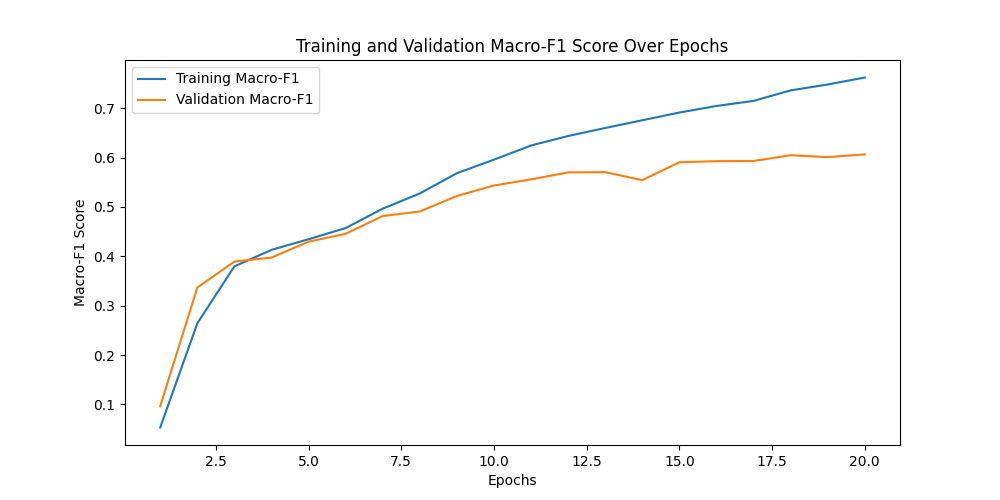 Training and Validation Macro-F1 Score Over Epochs
Training Macro-F1
Validation Macro-F1
Macro-F1 Score
0.7
0.6
0.5
0.4
0.3
0.2
0.1
2.5 5.0 7.5 10.0 12.5 15.0 17.5 20.0
Epochs